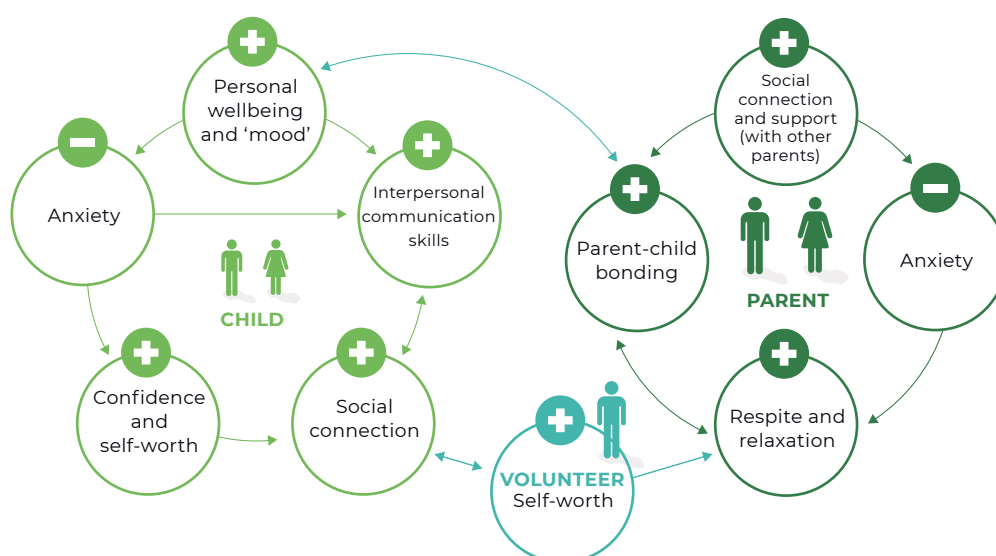 Personal
wellbeing
and ‘mood’
Social
connection
and support
(with other
parents)
Anxiety
Interpersonal
communication
skills
Parent-child
bonding
Anxiety
CHILD
PARENT
Confidence
and
self-worth
Social
connection
Respite and
relaxation
VOLUNTEER
Self-worth